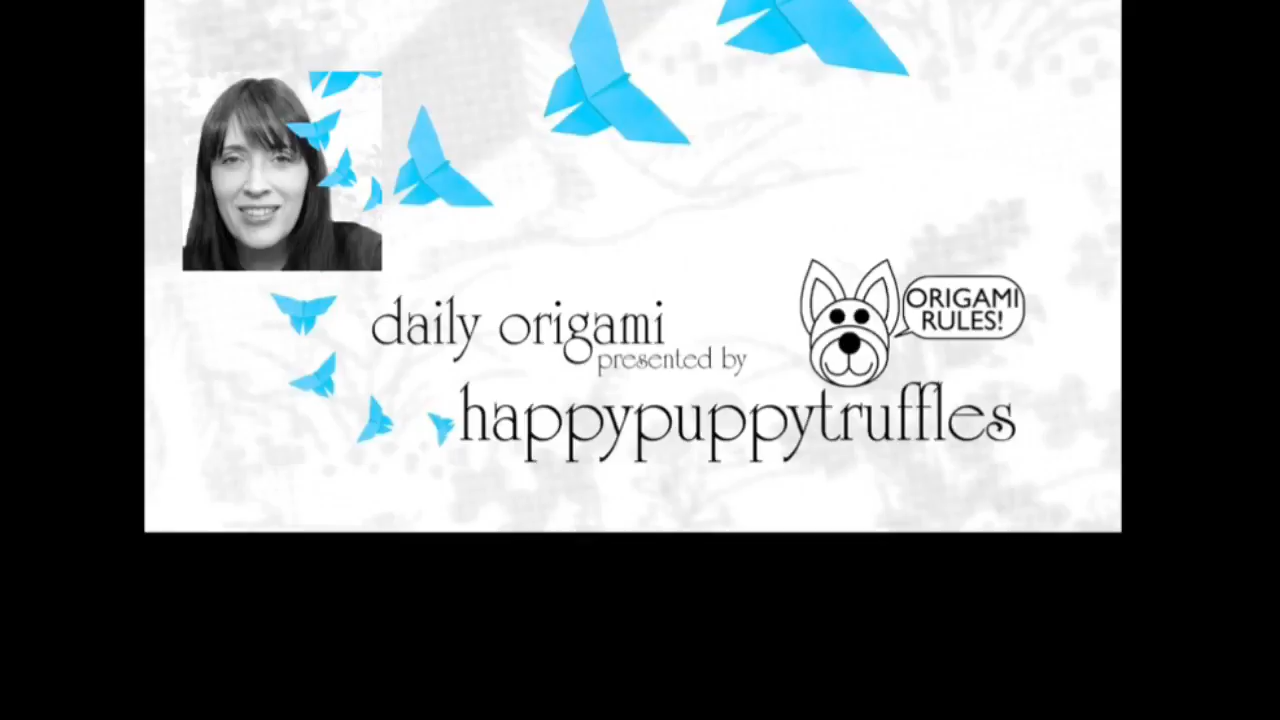 daily origami
presented by
ORIGAMI
RULES!
happypuppytruffles